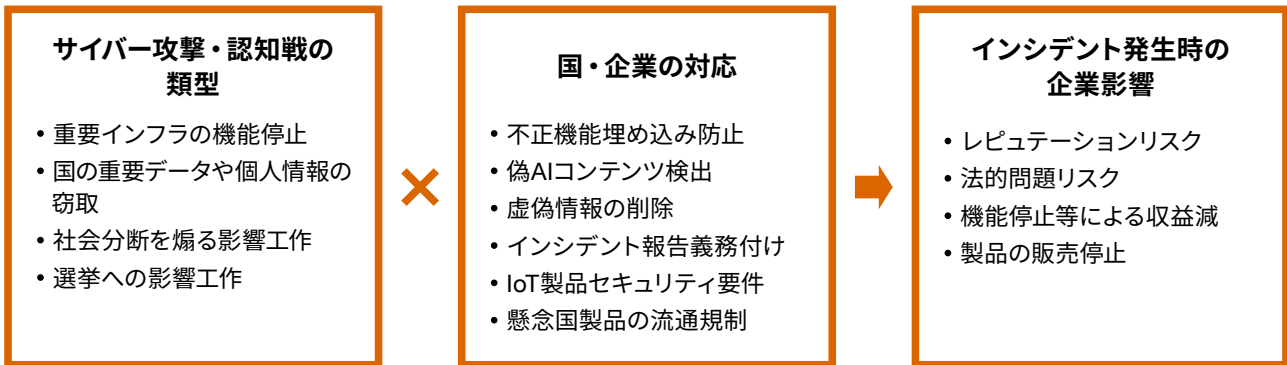 サイバー攻撃・認知戦の
類型
• 重要インフラの機能停止
• 国の重要データや個人情報の
窃取
• 社会分断を煽る影響工作
• 選挙への影響工作
×
国・企業の対応
• 不正機能埋め込み防止
• 偽AIコンテンツ検出
• 虚偽情報の削除
• インシデント報告義務付け
• IoT製品セキュリティ要件
• 懸念国製品の流通規制
インシデント発生時の
企業影響
• レピュテーションリスク
• 法的問題リスク
• 機能停止等による収益減
• 製品の販売停止